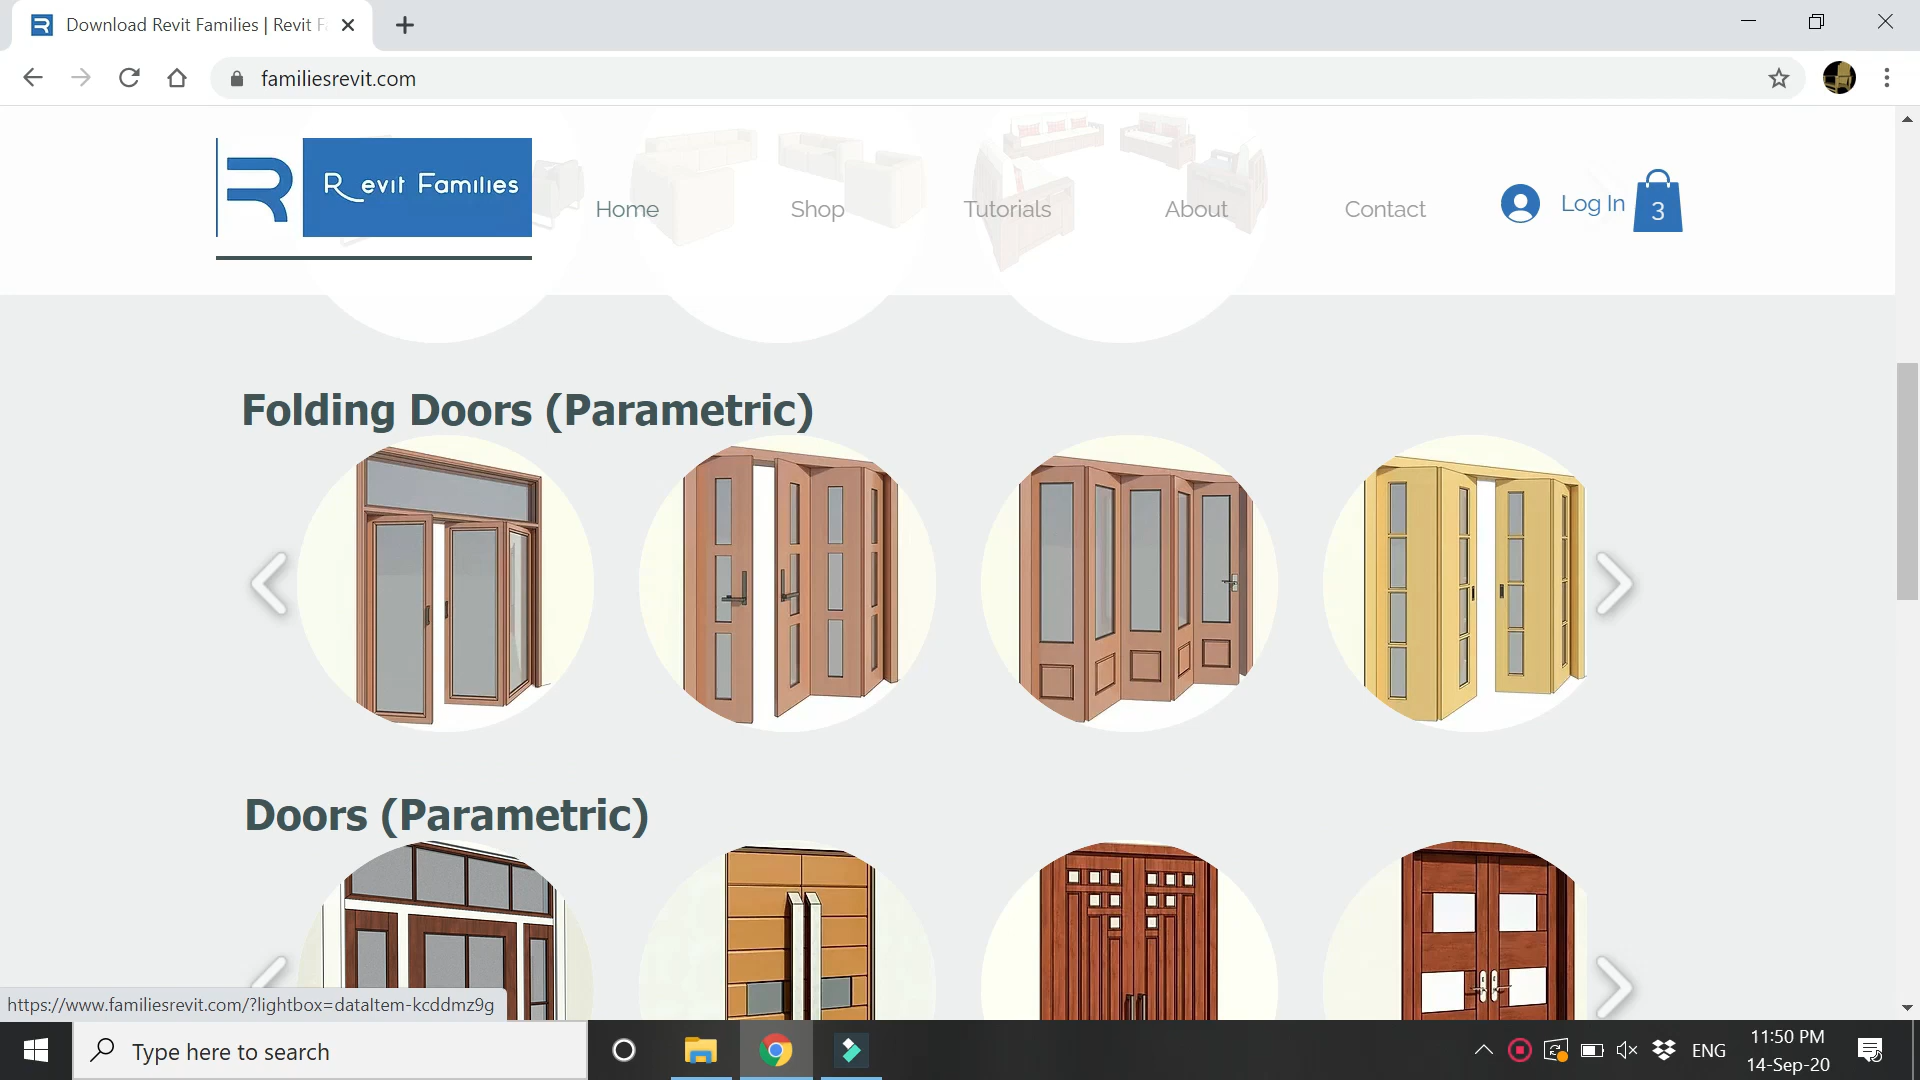 Download Revit Families | Revit F
familiesrevit.com
Revit Families
Home
Shop
Tutorials
About
Contact
Log In
3
Folding Doors (Parametric)
Doors (Parametric)
https://www.familiesrevit.com/?lightbox=dataItem-kcddmz9g
Type here to search
ENG
11:50 PM
14-Sep-20